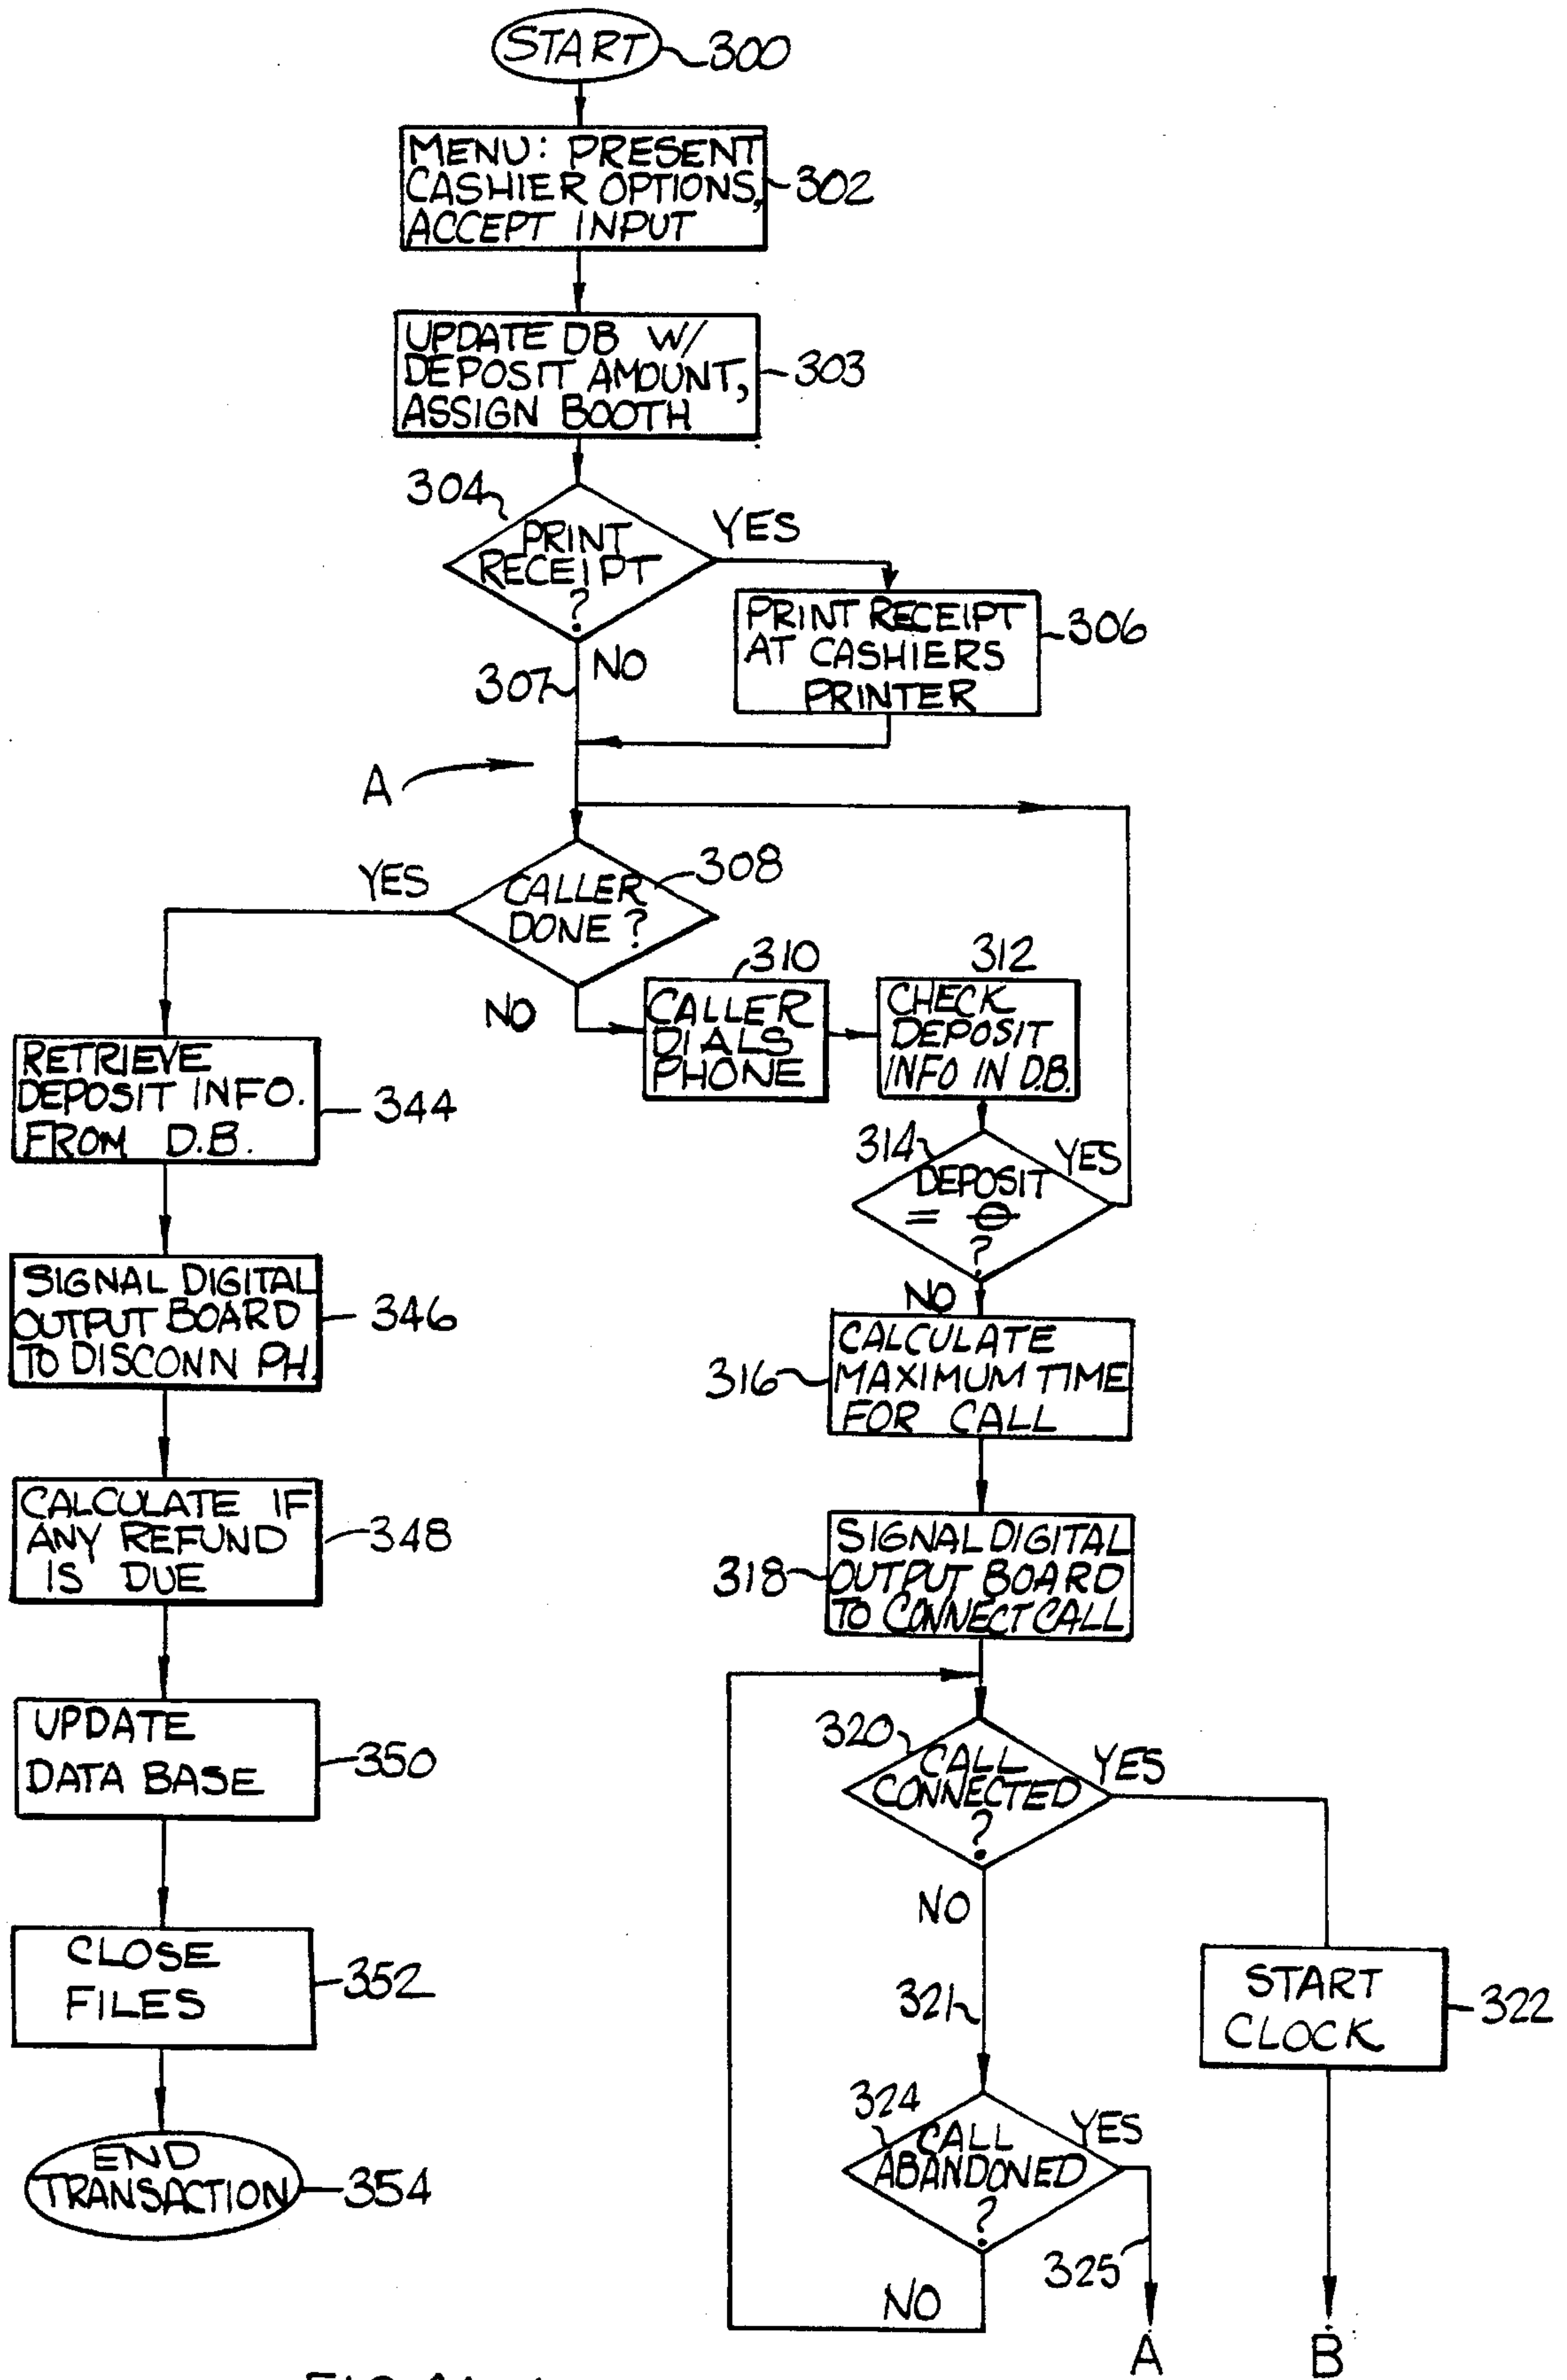 START
300
MENU: PRESENT
CASHIER OPTIONS,
ACCEPT INPUT
302
UPDATE DB W/
DEPOSIT AMOUNT,
ASSIGN BOOTH
303
304
PRINT
RECEIPT
?
YES
NO
307
PRINT RECEIPT
AT CASHIERS
PRINTER
306
A
308
CALLER
DONE ?
YES
NO
310
CALLER
DIALS
PHONE
312
CHECK
DEPOSIT
INFO IN D.B.
314
DEPOSIT
= 0
?
YES
NO
316
CALCULATE
MAXIMUM TIME
FOR CALL
318
SIGNAL DIGITAL
OUTPUT BOARD
TO CONNECT CALL
320
CALL
CONNECTED
?
YES
NO
321
START
CLOCK
322
324
CALL
ABANDONED
?
YES
NO
325
A
B
RETRIEVE
DEPOSIT INFO.
FROM D.B.
344
SIGNAL DIGITAL
OUTPUT BOARD
TO DISCONN PH.
346
CALCULATE IF
ANY REFUND
IS DUE
348
UPDATE
DATA BASE
350
CLOSE
FILES
352
END
TRANSACTION
354